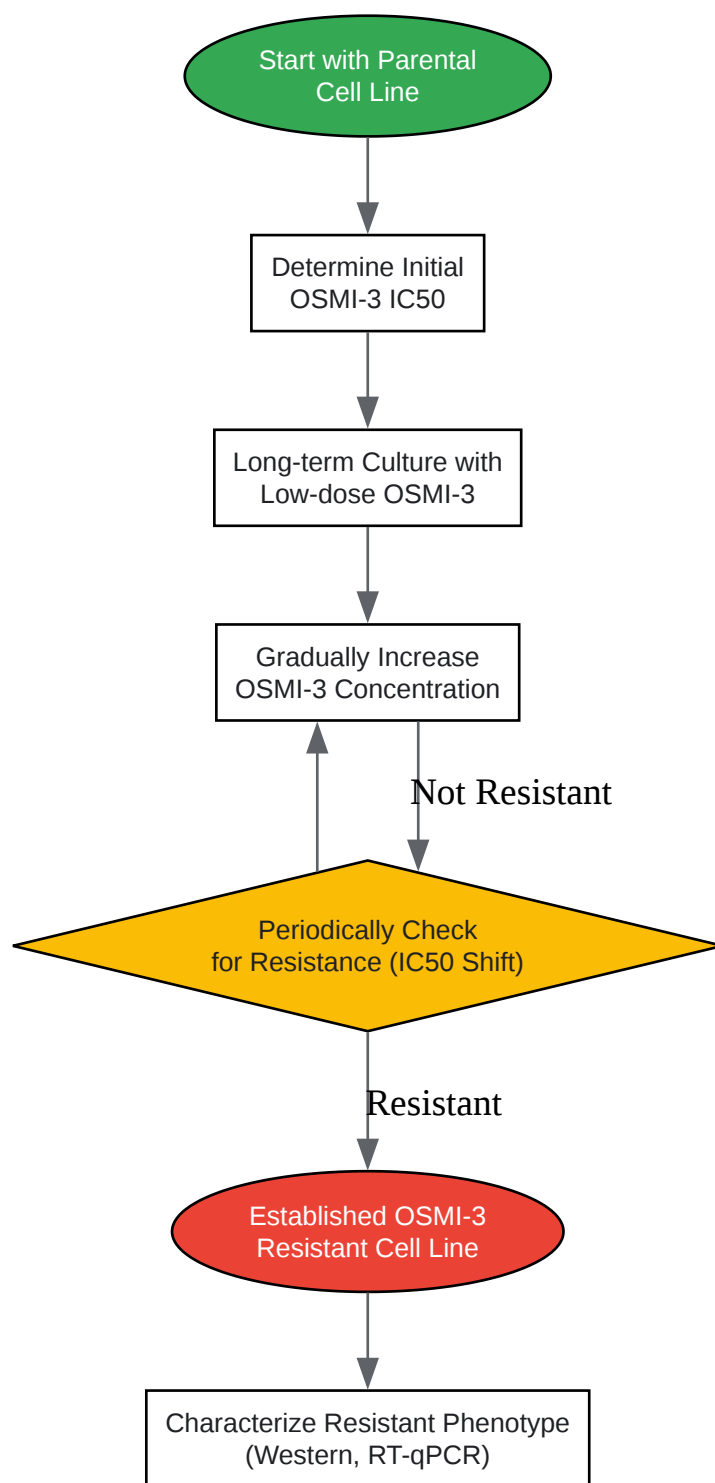 Start with Parental
Cell Line
Determine Initial
OSMI-3 IC50
Long-term Culture with
Low-dose OSMI-3
Gradually Increase
OSMI-3 Concentration
Not Resistant
Periodically Check
for Resistance (IC50 Shift)
Resistant
Established OSMI-3
Resistant Cell Line
Characterize Resistant Phenotype
(Western, RT-qPCR)